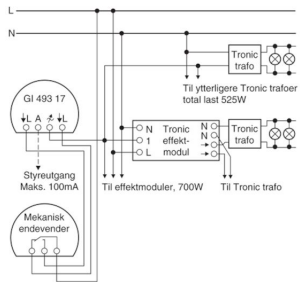 L
N
Tronic
trafo
Til ytterligere Tronic trafoer
total last 525W
GI 493 17
L A L
N Tronic N
1 effekt- N
L modul
Tronic
trafo
Styreutgang
Maks. 100mA
Til effektmoduler, 700W
Til Tronic trafo
Mekanisk
endevender